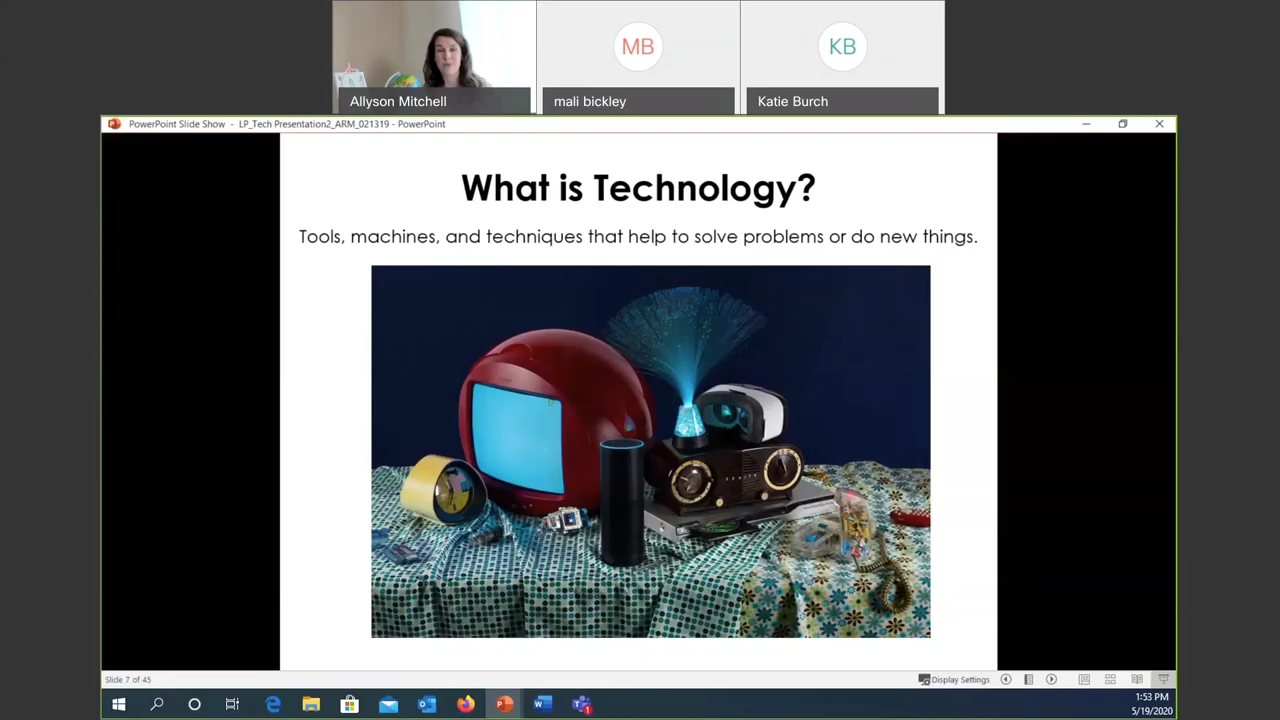 MB
KB
Allyson Mitchell
mali bickley
Katie Burch
PowerPoint Slide Show - LP_Tech Presentation2_ARM_021319 - PowerPoint
What is Technology?
Tools, machines, and techniques that help to solve problems or do new things.
ZENITH
Slide 7 of 45
Display Settings
1:53 PM
5/19/2020